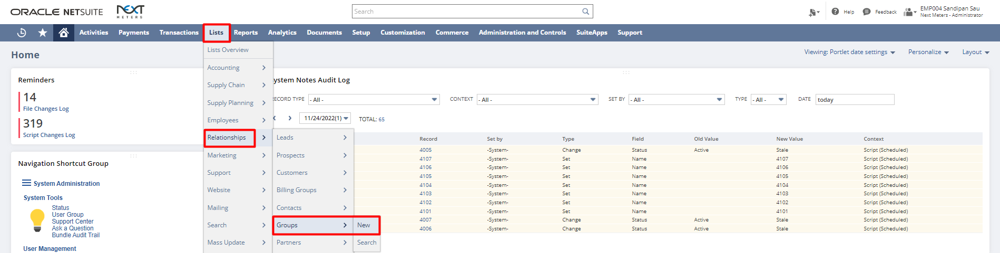 ORACLE NETSUITE
NEXT
METERS
Search
Help
Feedback
EMP004 Sandipan Sau
Next Meters - Administrator
Activities
Payments
Transactions
Lists
Reports
Analytics
Documents
Setup
Customization
Commerce
Administration and Controls
SuiteApps
Support
Home
Viewing: Portlet date settings
Personalize
Layout
Reminders
14
File Changes Log
319
Script Changes Log
Navigation Shortcut Group
System Administration
System Tools
Status
User Group
Support Center
Ask a Question
Bundle Audit Trail
User Management
Lists Overview
Accounting
Supply Chain
Supply Planning
Employees
Relationships
Marketing
Support
Website
Mailing
Search
Mass Update
Leads
Prospects
Customers
Billing Groups
Contacts
Groups
Partners
New
Search
ystem Notes Audit Log
ECORD TYPE - All -
CONTEXT - All -
SET BY - All -
TYPE - All -
DATE today
11/24/2022(1)
TOTAL: 65
Record Set by Type Field Old Value New Value Context
4005 -System- Change Status Active Stale Script (Scheduled)
4107 -System- Set Name 4107 Script (Scheduled)
4106 -System- Set Name 4106 Script (Scheduled)
4105 -System- Set Name 4105 Script (Scheduled)
4104 -System- Set Name 4104 Script (Scheduled)
4103 -System- Set Name 4103 Script (Scheduled)
4102 -System- Set Name 4102 Script (Scheduled)
4101 -System- Set Name 4101 Script (Scheduled)
4007 -System- Change Status Active Stale Script (Scheduled)
4006 -System- Change Status Active Stale Script (Scheduled)